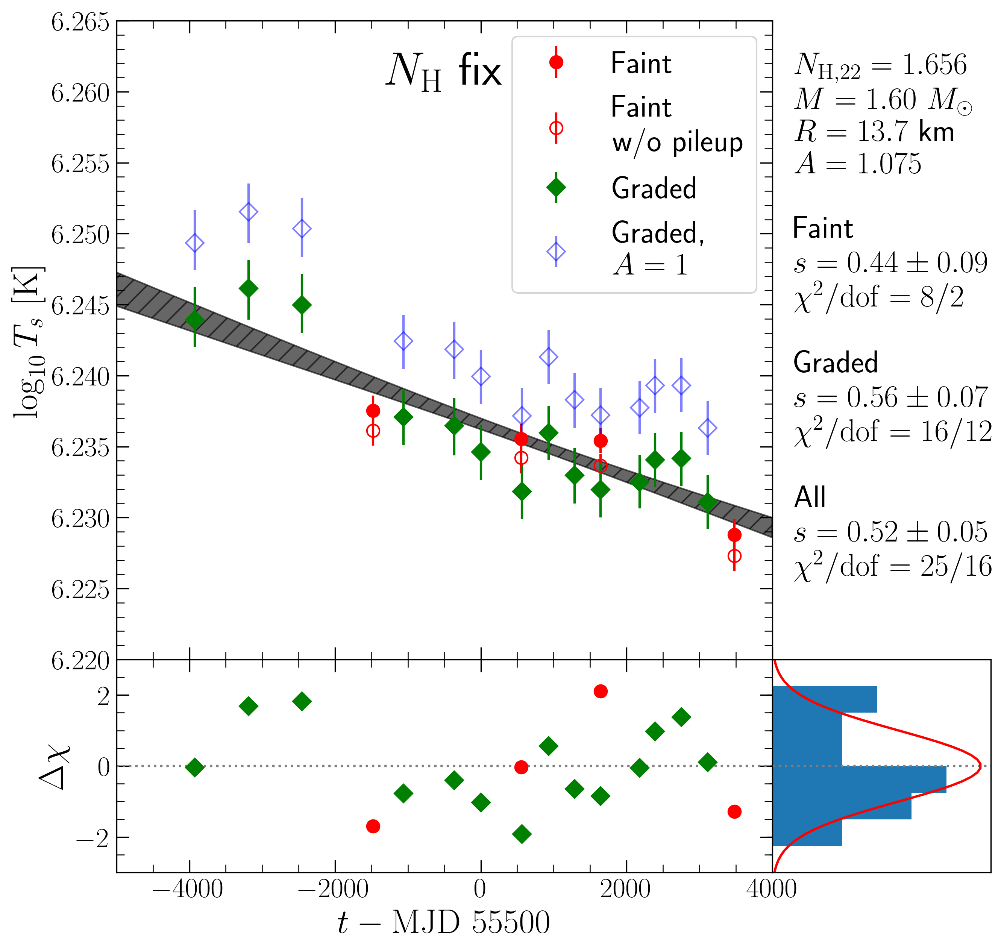 6.265
6.260
6.255
6.250
6.245
6.240
6.235
6.230
6.225
6.220
log₁₀ Tₛ [K]
N_H fix
Faint
Faint
w/o pileup
Graded
Graded,
A = 1
N_H,22 = 1.656
M = 1.60 M⊙
R = 13.7 km
A = 1.075
Faint
s = 0.44 ± 0.09
χ²/dof = 8/2
Graded
s = 0.56 ± 0.07
χ²/dof = 16/12
All
s = 0.52 ± 0.05
χ²/dof = 25/16
2
0
−2
Δχ
−4000
−2000
0
2000
4000
t − MJD 55500